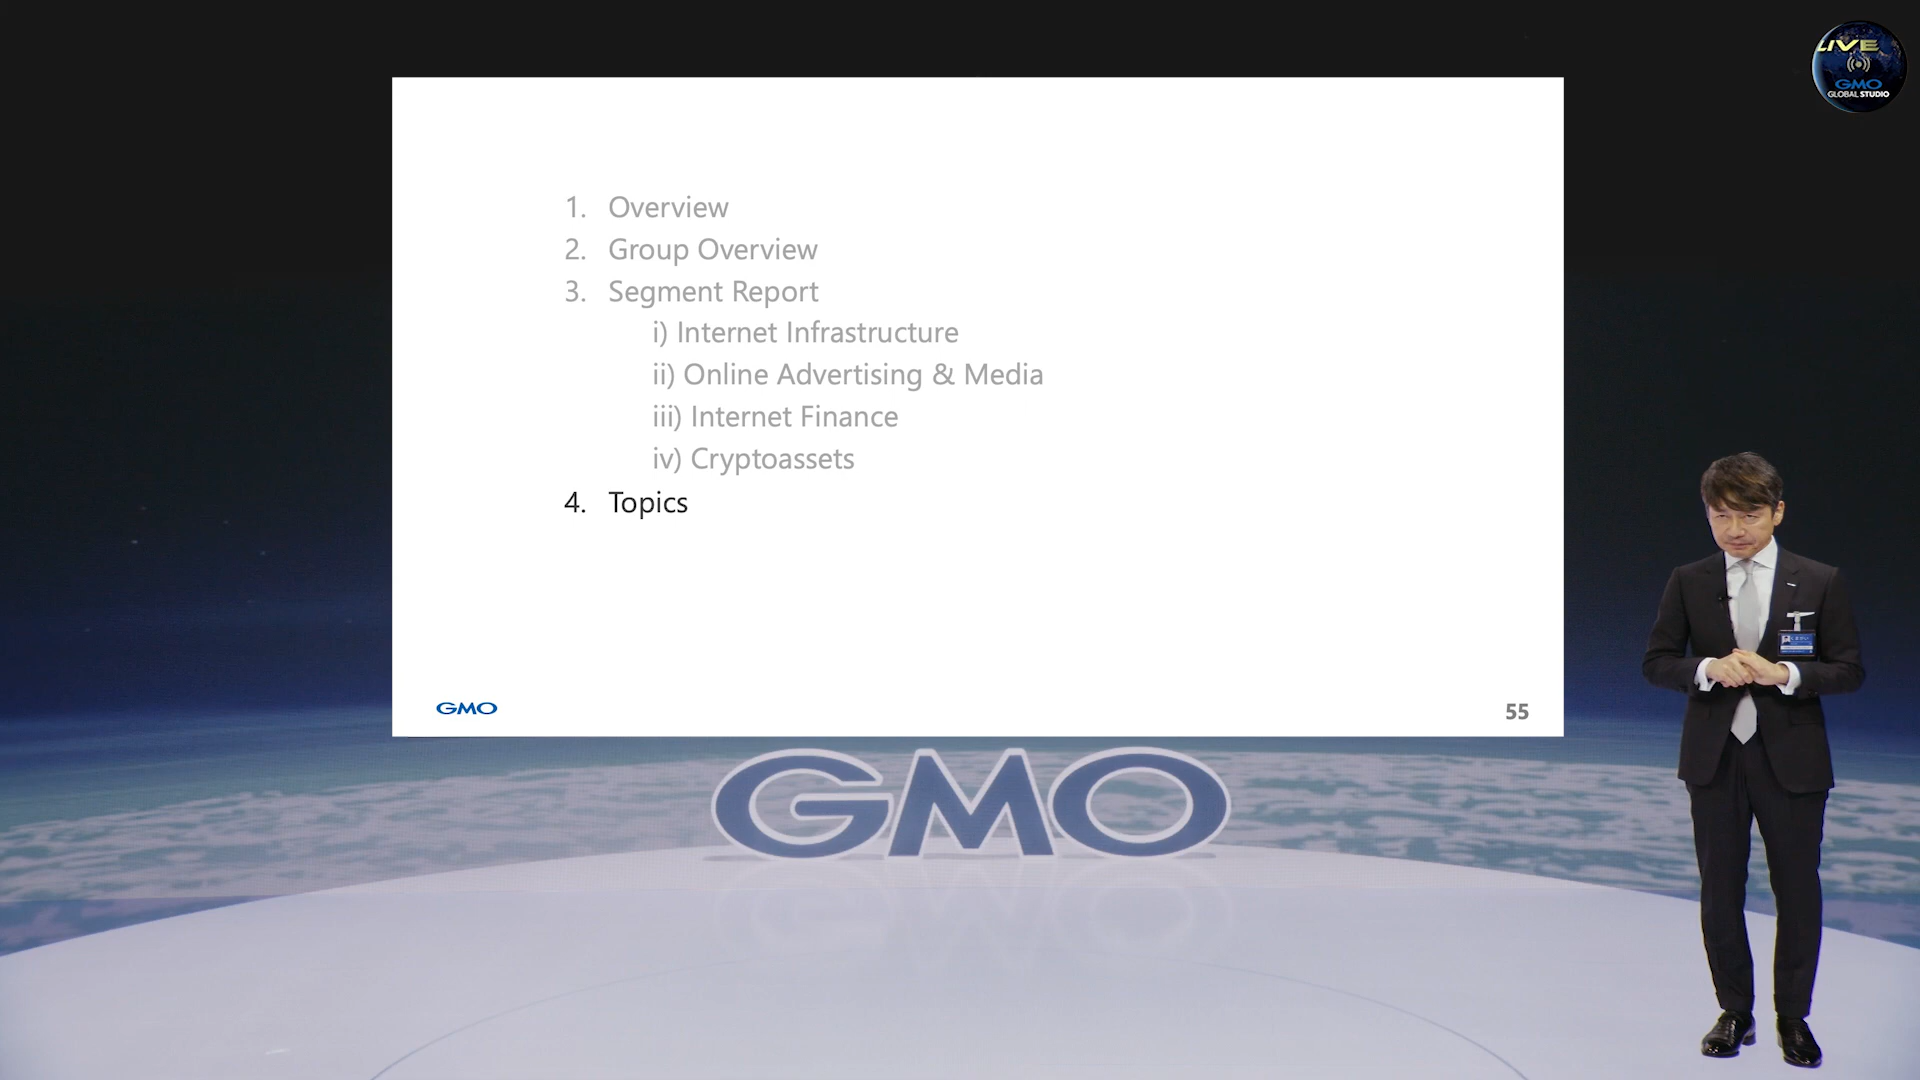 LIVE
GMO
GLOBAL STUDIO
1. Overview
2. Group Overview
3. Segment Report
i) Internet Infrastructure
ii) Online Advertising & Media
iii) Internet Finance
iv) Cryptoassets
4. Topics
GMO
55
GMO